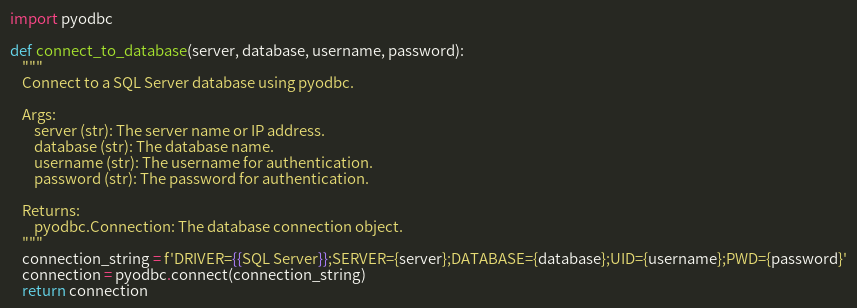 import pyodbc

def connect_to_database(server, database, username, password):
    """
    Connect to a SQL Server database using pyodbc.

    Args:
        server (str): The server name or IP address.
        database (str): The database name.
        username (str): The username for authentication.
        password (str): The password for authentication.

    Returns:
        pyodbc.Connection: The database connection object.
    """
    connection_string = f'DRIVER={{SQL Server}};SERVER={server};DATABASE={database};UID={username};PWD={password}'
    connection = pyodbc.connect(connection_string)
    return connection